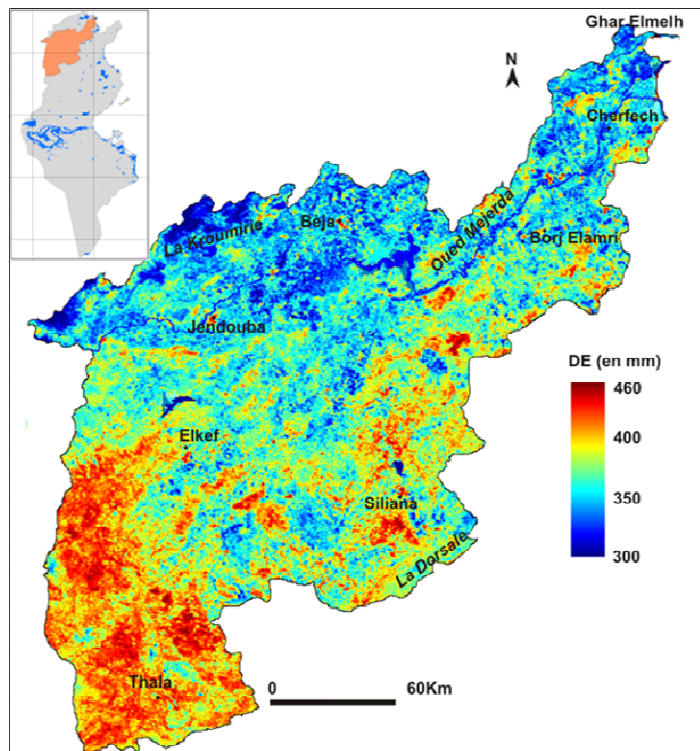 Ghar Elmelh
N
Cherfech
La Kroumirie
Beja
Oued Mejerda
Borj Elamri
Jendouba
DE (en mm)
460
400
350
300
Elkef
Siliana
La Dorsale
Thala
0 60Km